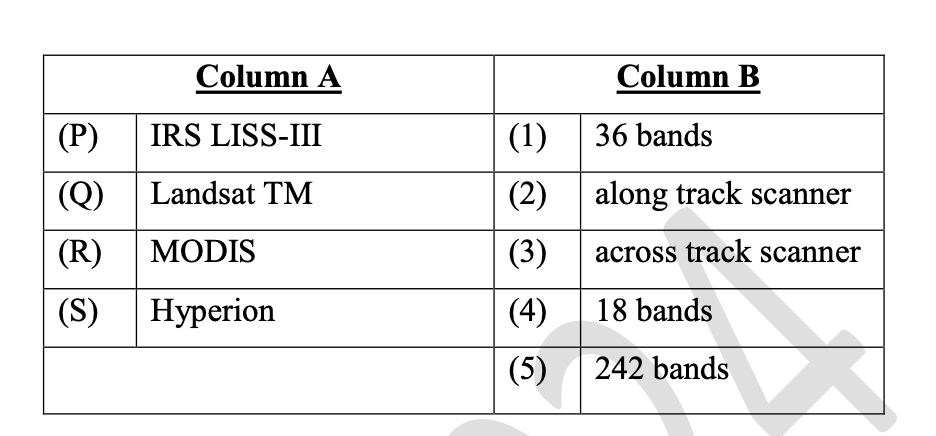 Column A Column B
(P) IRS LISS-III (1) 36 bands
(Q) Landsat TM (2) along track scanner
(R) MODIS (3) across track scanner
(S) Hyperion (4) 18 bands
(5) 242 bands
24